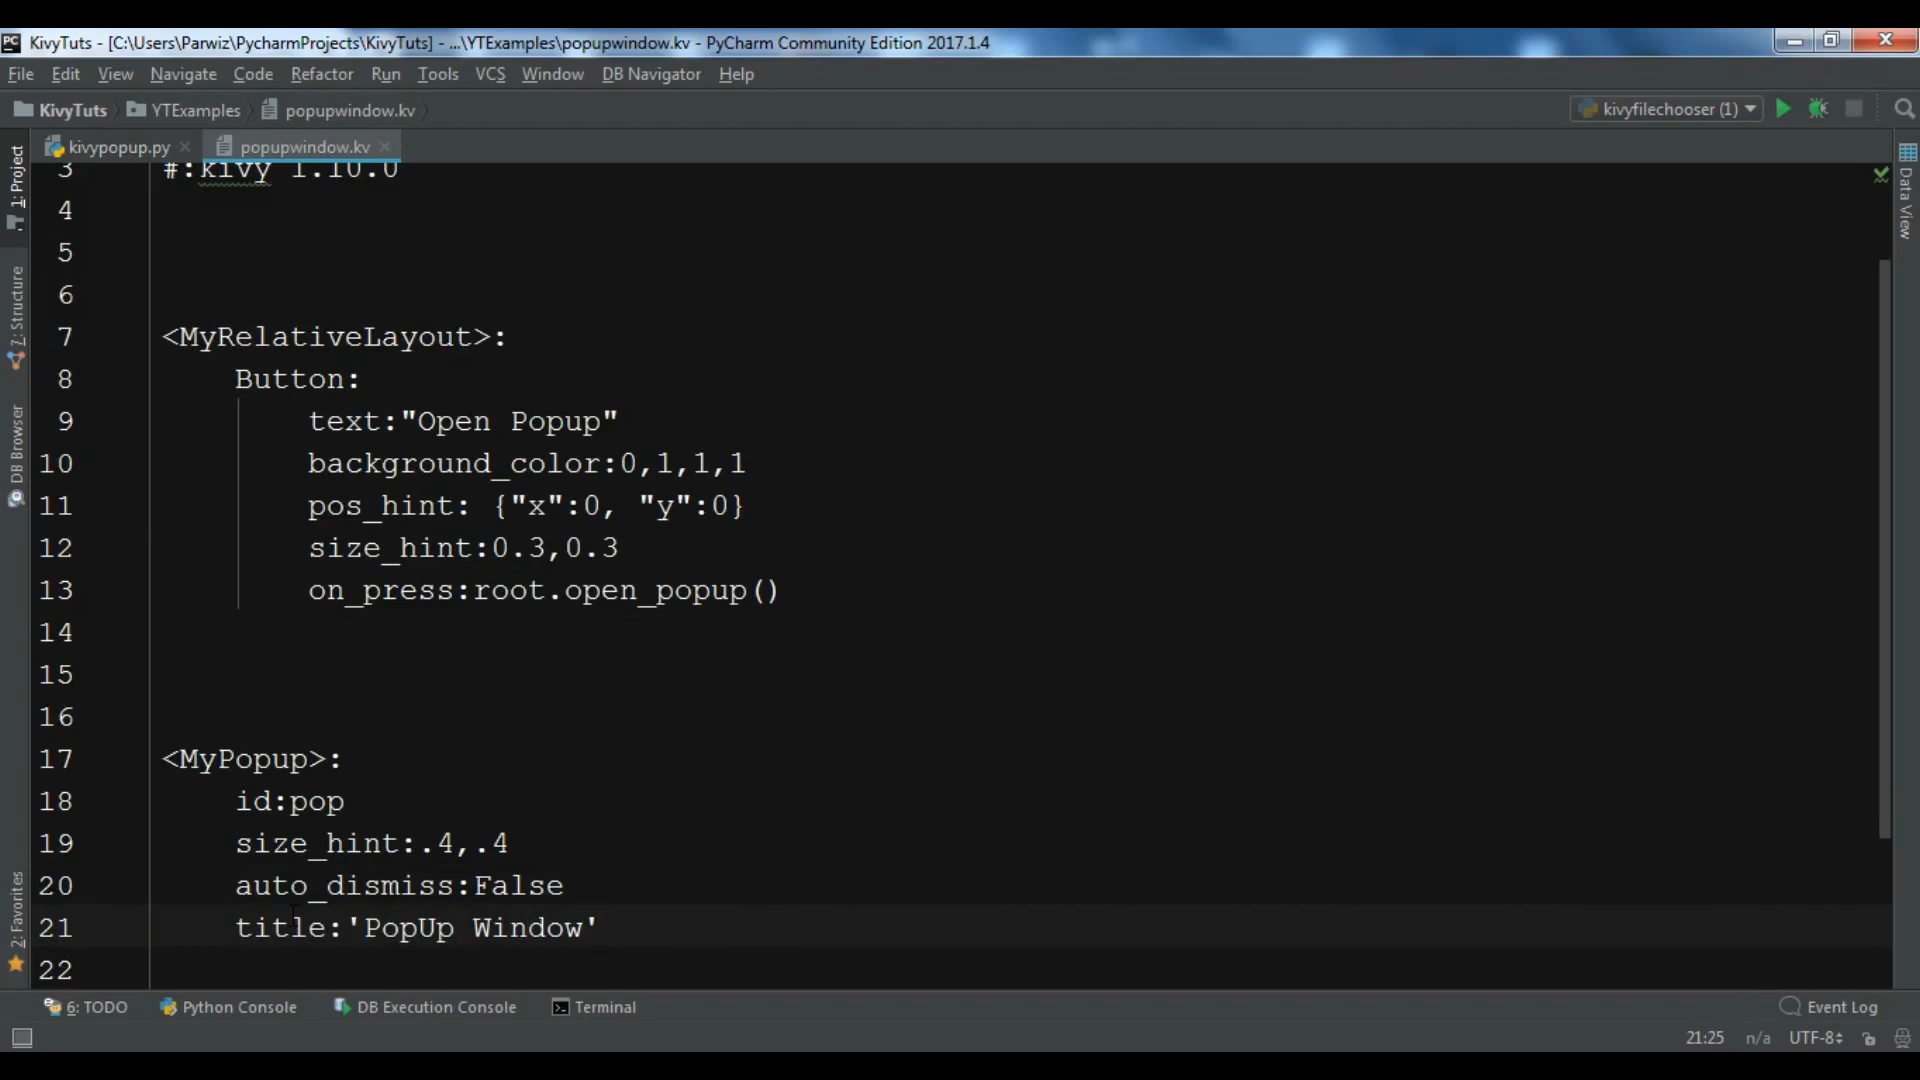 KivyTuts - [C:\Users\Parwiz\PycharmProjects\KivyTuts] - ...\YTExamples\popupwindow.kv - PyCharm Community Edition 2017.1.4
File Edit View Navigate Code Refactor Run Tools VCS Window DB Navigator Help
KivyTuts YTExamples popupwindow.kv kivyfilechooser (1)
kivypopup.py popupwindow.kv
1: Project
7: Structure
DB Browser
2: Favorites
Data View
3 #:kivy 1.10.0
4
5
6
7 <MyRelativeLayout>:
8 Button:
9 text:"Open Popup"
10 background_color:0,1,1,1
11 pos_hint: {"x":0, "y":0}
12 size_hint:0.3,0.3
13 on_press:root.open_popup()
14
15
16
17 <MyPopup>:
18 id:pop
19 size_hint:.4,.4
20 auto_dismiss:False
21 title:'PopUp Window'
22
6: TODO Python Console DB Execution Console Terminal Event Log
21:25 n/a UTF-8